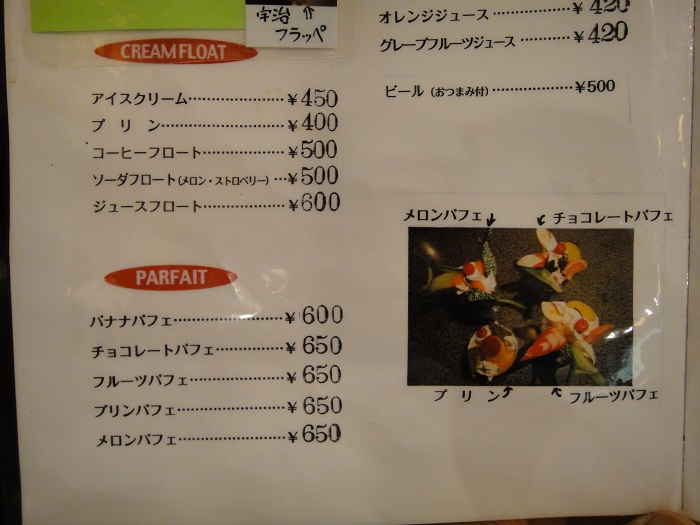 宇治↑
フラッペ
CREAM FLOAT
アイスクリーム……………¥450
プリン……………¥400
コーヒーフロート……………¥500
ソーダフロート(メロン・ストロベリー)…¥500
ジュースフロート……………¥600
PARFAIT
バナナパフェ……………¥600
チョコレートパフェ……………¥650
フルーツパフェ……………¥650
プリンパフェ……………¥650
メロンパフェ……………¥650
オレンジジュース……………¥420
グレープフルーツジュース……………¥420
ビール(おつまみ付)……………¥500
メロンパフェ
チョコレートパフェ
プリン
フルーツパフェ